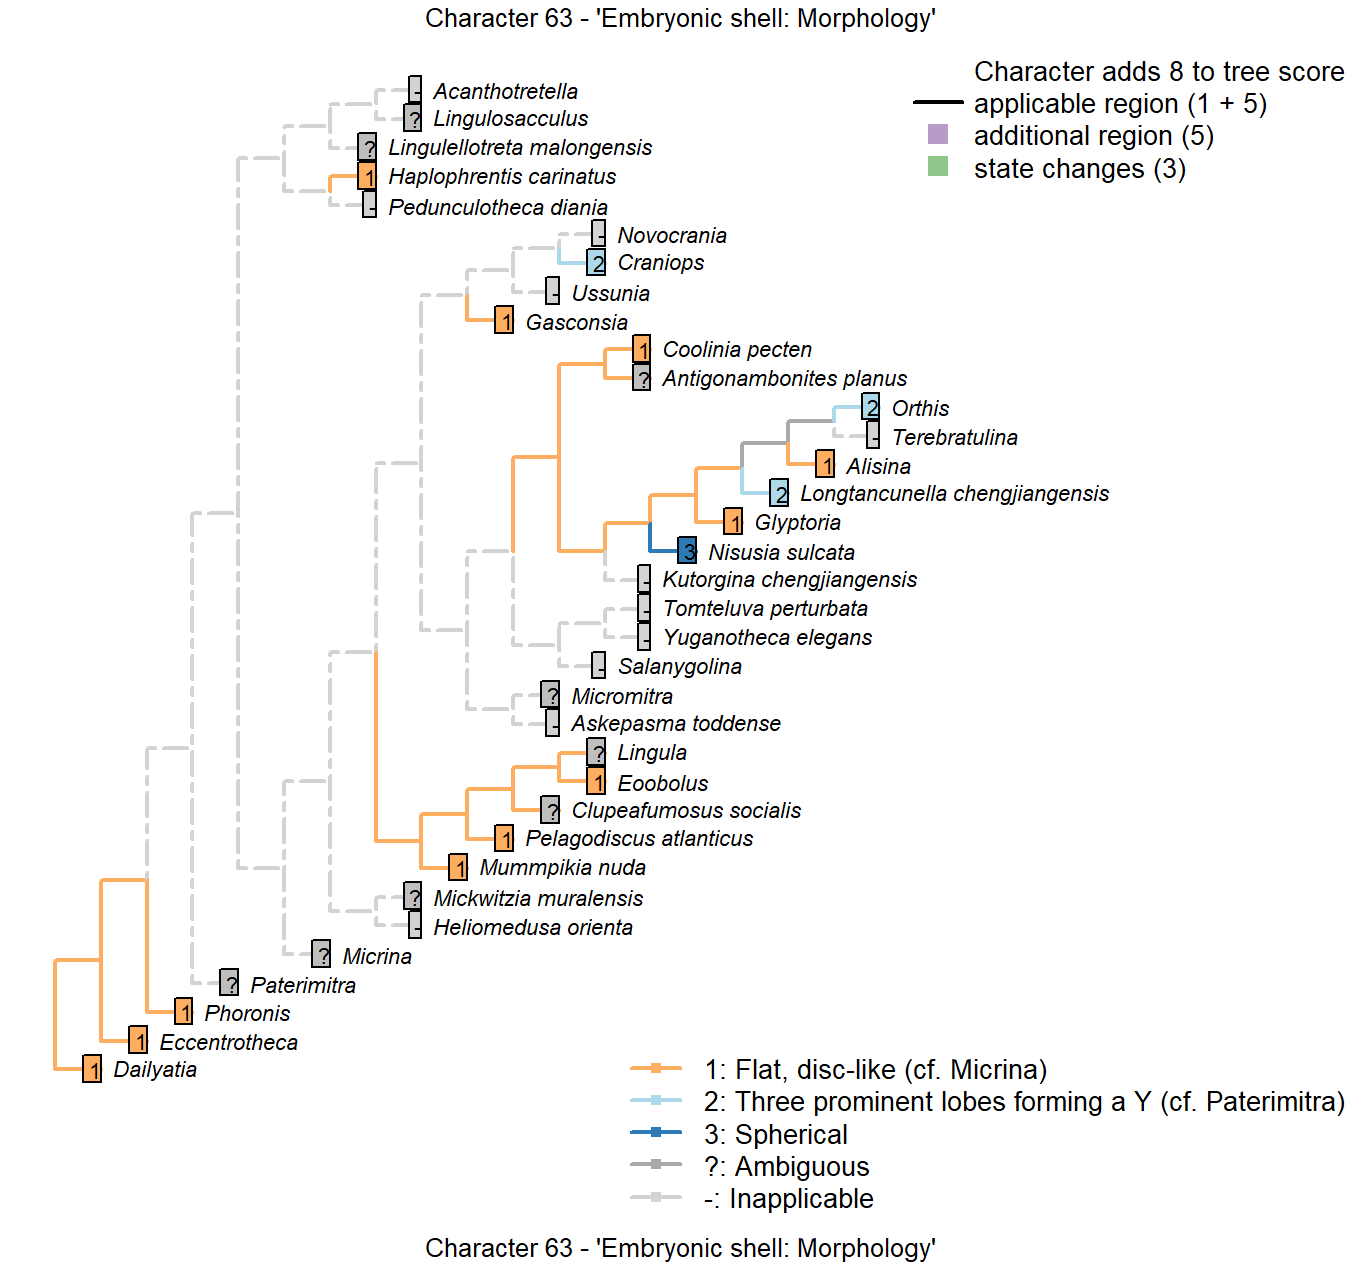 Character 63 - 'Embryonic shell: Morphology'
Character adds 8 to tree score
applicable region (1 + 5)
additional region (5)
state changes (3)
- Acanthotretella
? Lingulosacculus
? Lingulellotreta malongensis
1 Haplophrentis carinatus
- Pedunculotheca diania
- Novocrania
2 Craniops
- Ussunia
1 Gasconsia
1 Coolinia pecten
? Antigonambonites planus
2 Orthis
- Terebratulina
1 Alisina
2 Longtancunella chengjiangensis
1 Glyptoria
3 Nisusia sulcata
- Kutorgina chengjiangensis
- Tomteluva perturbata
- Yuganotheca elegans
- Salanygolina
? Micromitra
- Askepasma toddense
? Lingula
1 Eoobolus
? Clupeafumosus socialis
1 Pelagodiscus atlanticus
1 Mummpikia nuda
? Mickwitzia muralensis
- Heliomedusa orienta
? Micrina
? Paterimitra
1 Phoronis
1 Eccentrotheca
1 Dailyatia
1: Flat, disc-like (cf. Micrina)
2: Three prominent lobes forming a Y (cf. Paterimitra)
3: Spherical
?: Ambiguous
-: Inapplicable
Character 63 - 'Embryonic shell: Morphology'